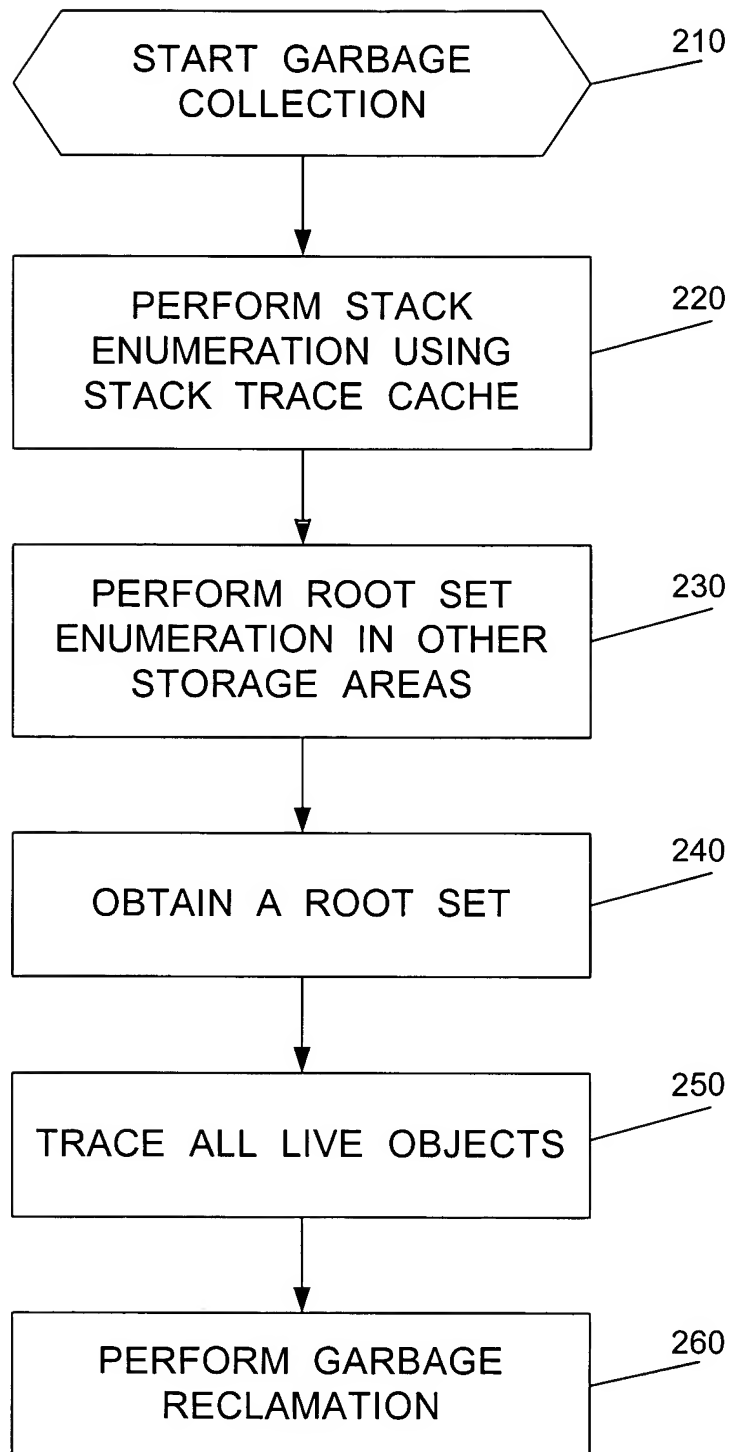 START GARBAGE
COLLECTION
210
PERFORM STACK
ENUMERATION USING
STACK TRACE CACHE
220
PERFORM ROOT SET
ENUMERATION IN OTHER
STORAGE AREAS
230
OBTAIN A ROOT SET
240
TRACE ALL LIVE OBJECTS
250
PERFORM GARBAGE
RECLAMATION
260